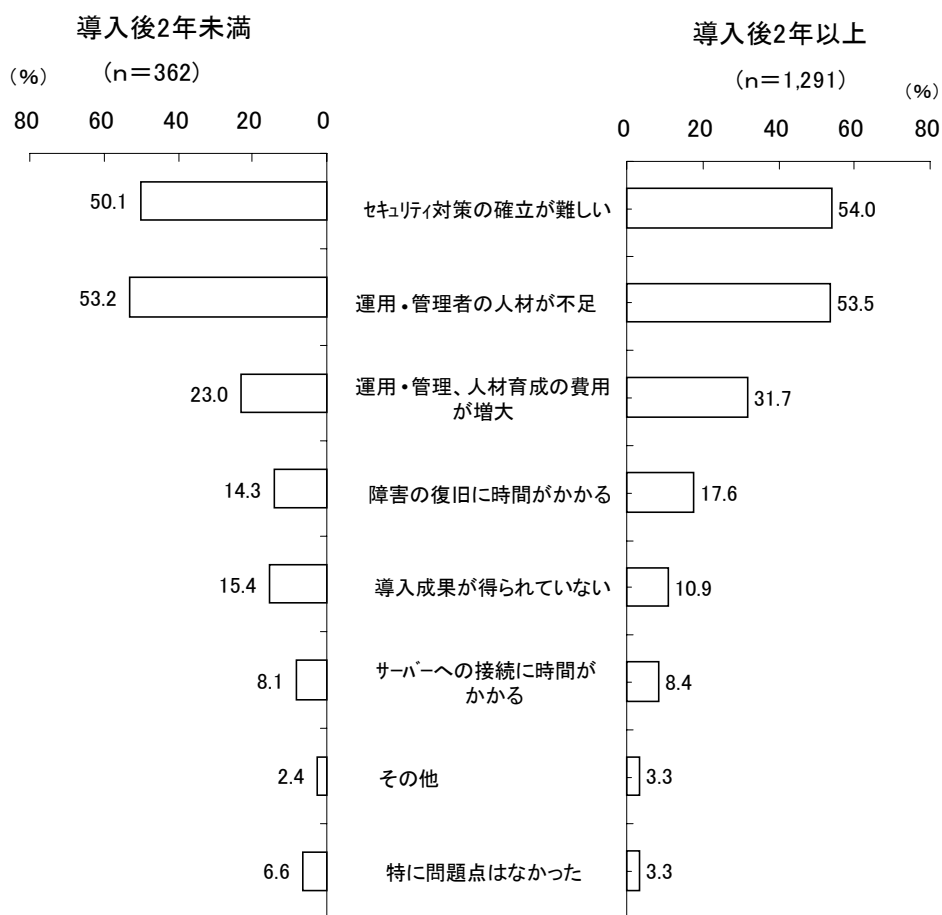 導入後2年未満
(n=362)
(%)
80 60 40 20 0
導入後2年以上
(n=1,291)
(%)
0 20 40 60 80
50.1 セキュリティ対策の確立が難しい 54.0
53.2 運用・管理者の人材が不足 53.5
23.0 運用・管理、人材育成の費用 31.7
が増大
14.3 障害の復旧に時間がかかる 17.6
15.4 導入成果が得られていない 10.9
8.1 サーバーへの接続に時間が 8.4
かかる
2.4 その他 3.3
6.6 特に問題点はなかった 3.3